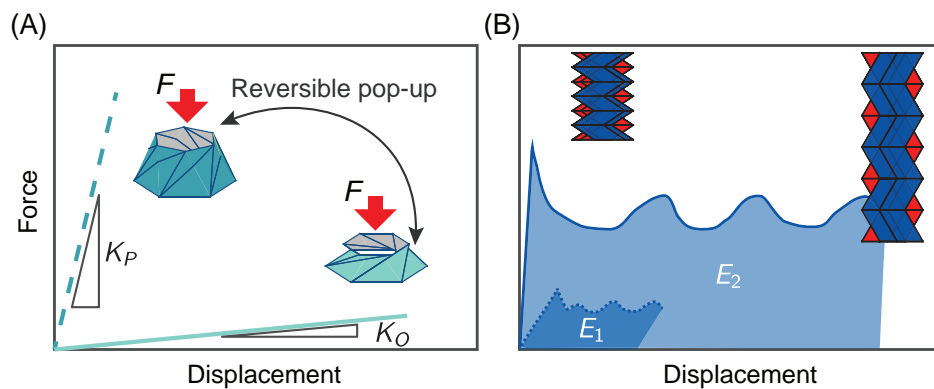 (A)
(B)
F
Reversible pop-up
F
Force
K_P
K_O
E_2
E_1
Displacement
Displacement